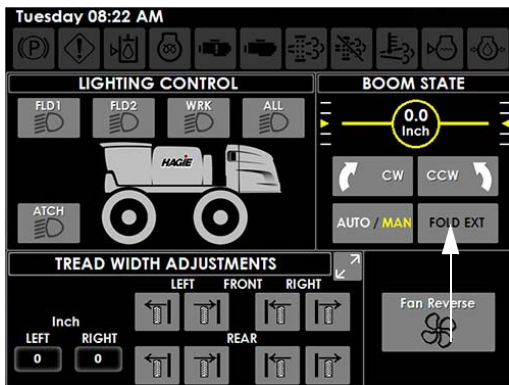 Tuesday 08:22 AM
(P)
LIGHTING CONTROL
FLD1 FLD2 WRK ALL
HAGIE
ATCH
BOOM STATE
0.0
Inch
CW CCW
AUTO / MAN FOLD EXT
TREAD WIDTH ADJUSTMENTS
LEFT FRONT RIGHT
Inch
LEFT RIGHT
0 0
REAR
Fan Reverse